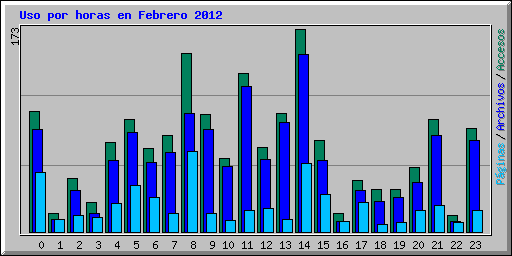 Uso por horas en Febrero 2012
173
Páginas / Archivos / Accesos
0 1 2 3 4 5 6 7 8 9 10 11 12 13 14 15 16 17 18 19 20 21 22 23